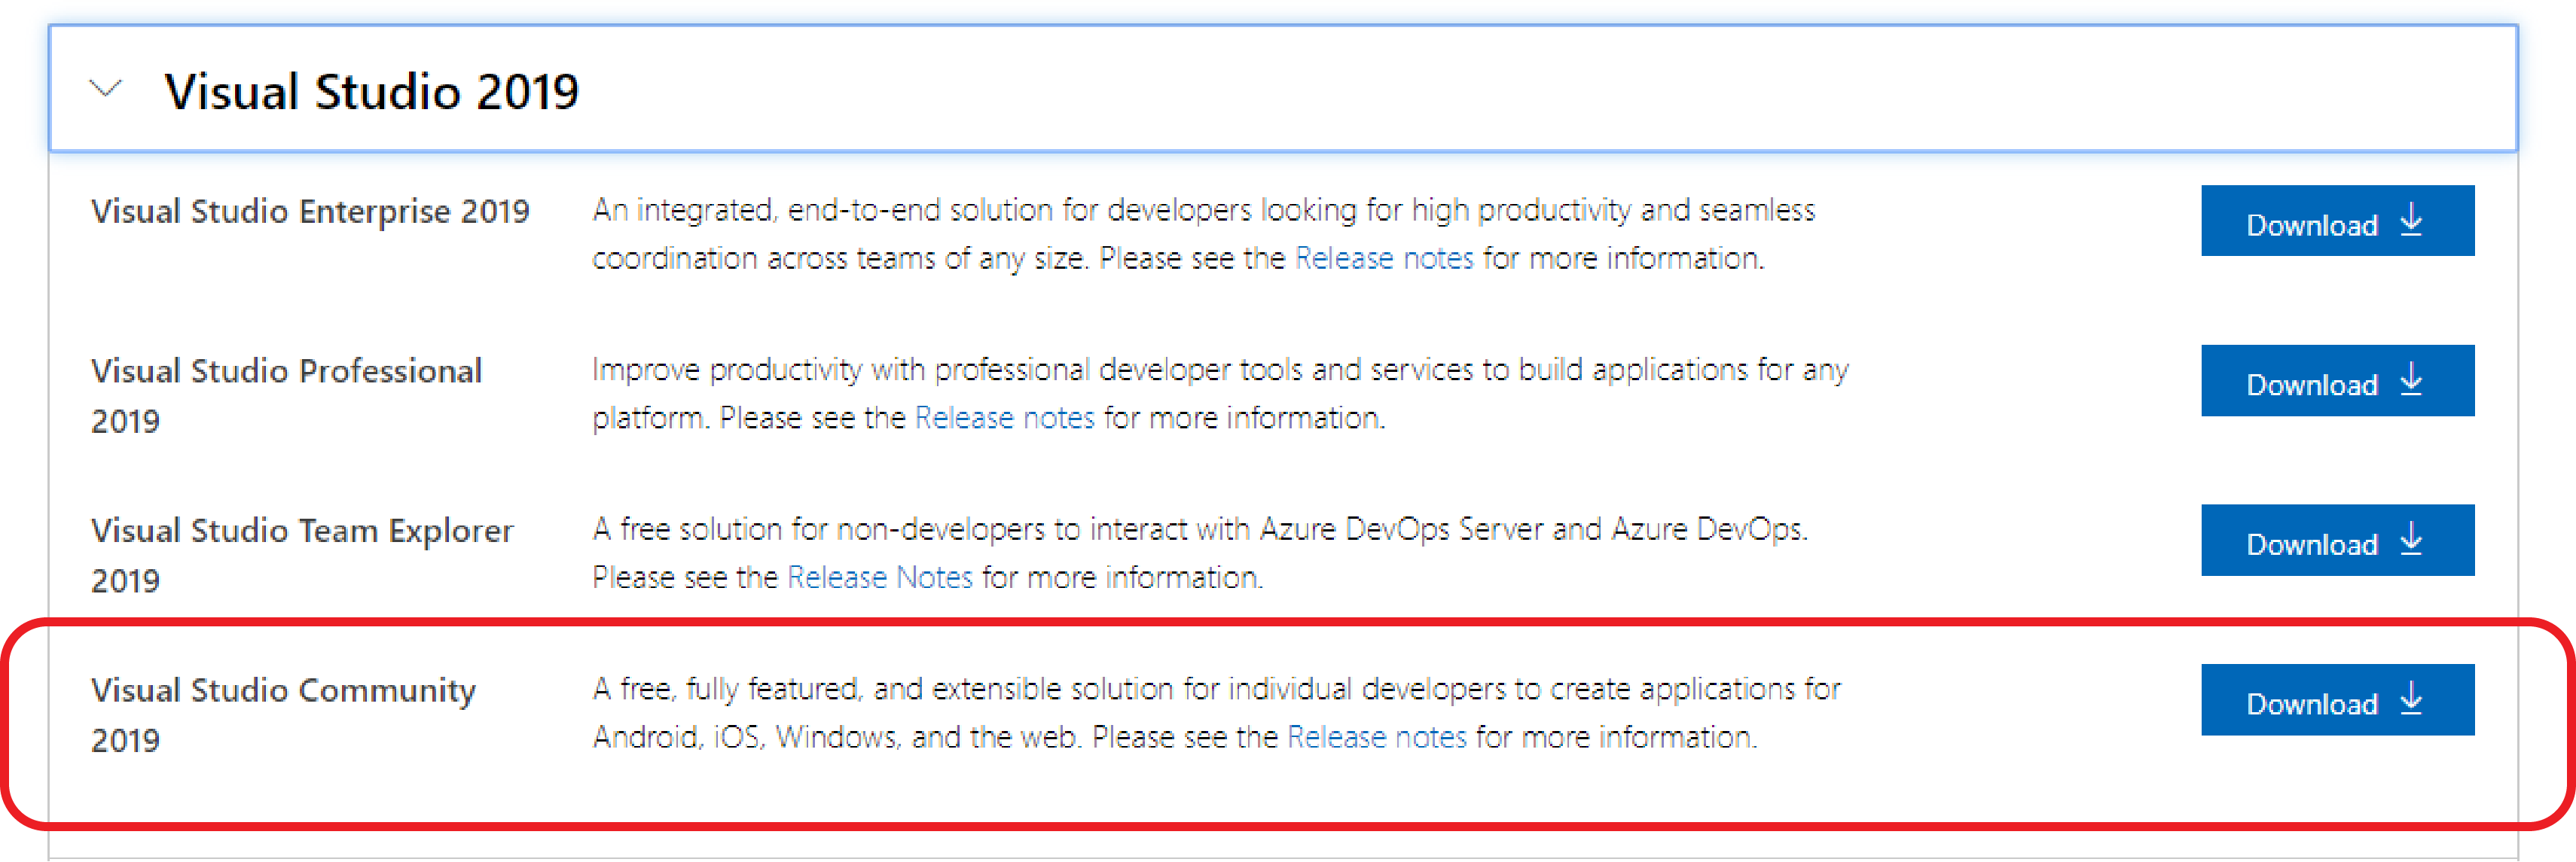 Visual Studio 2019
Visual Studio Enterprise 2019
An integrated, end-to-end solution for developers looking for high productivity and seamless
coordination across teams of any size. Please see the Release notes for more information.
Download
Visual Studio Professional
2019
Improve productivity with professional developer tools and services to build applications for any
platform. Please see the Release notes for more information.
Download
Visual Studio Team Explorer
2019
A free solution for non-developers to interact with Azure DevOps Server and Azure DevOps.
Please see the Release Notes for more information.
Download
Visual Studio Community
2019
A free, fully featured, and extensible solution for individual developers to create applications for
Android, iOS, Windows, and the web. Please see the Release notes for more information.
Download